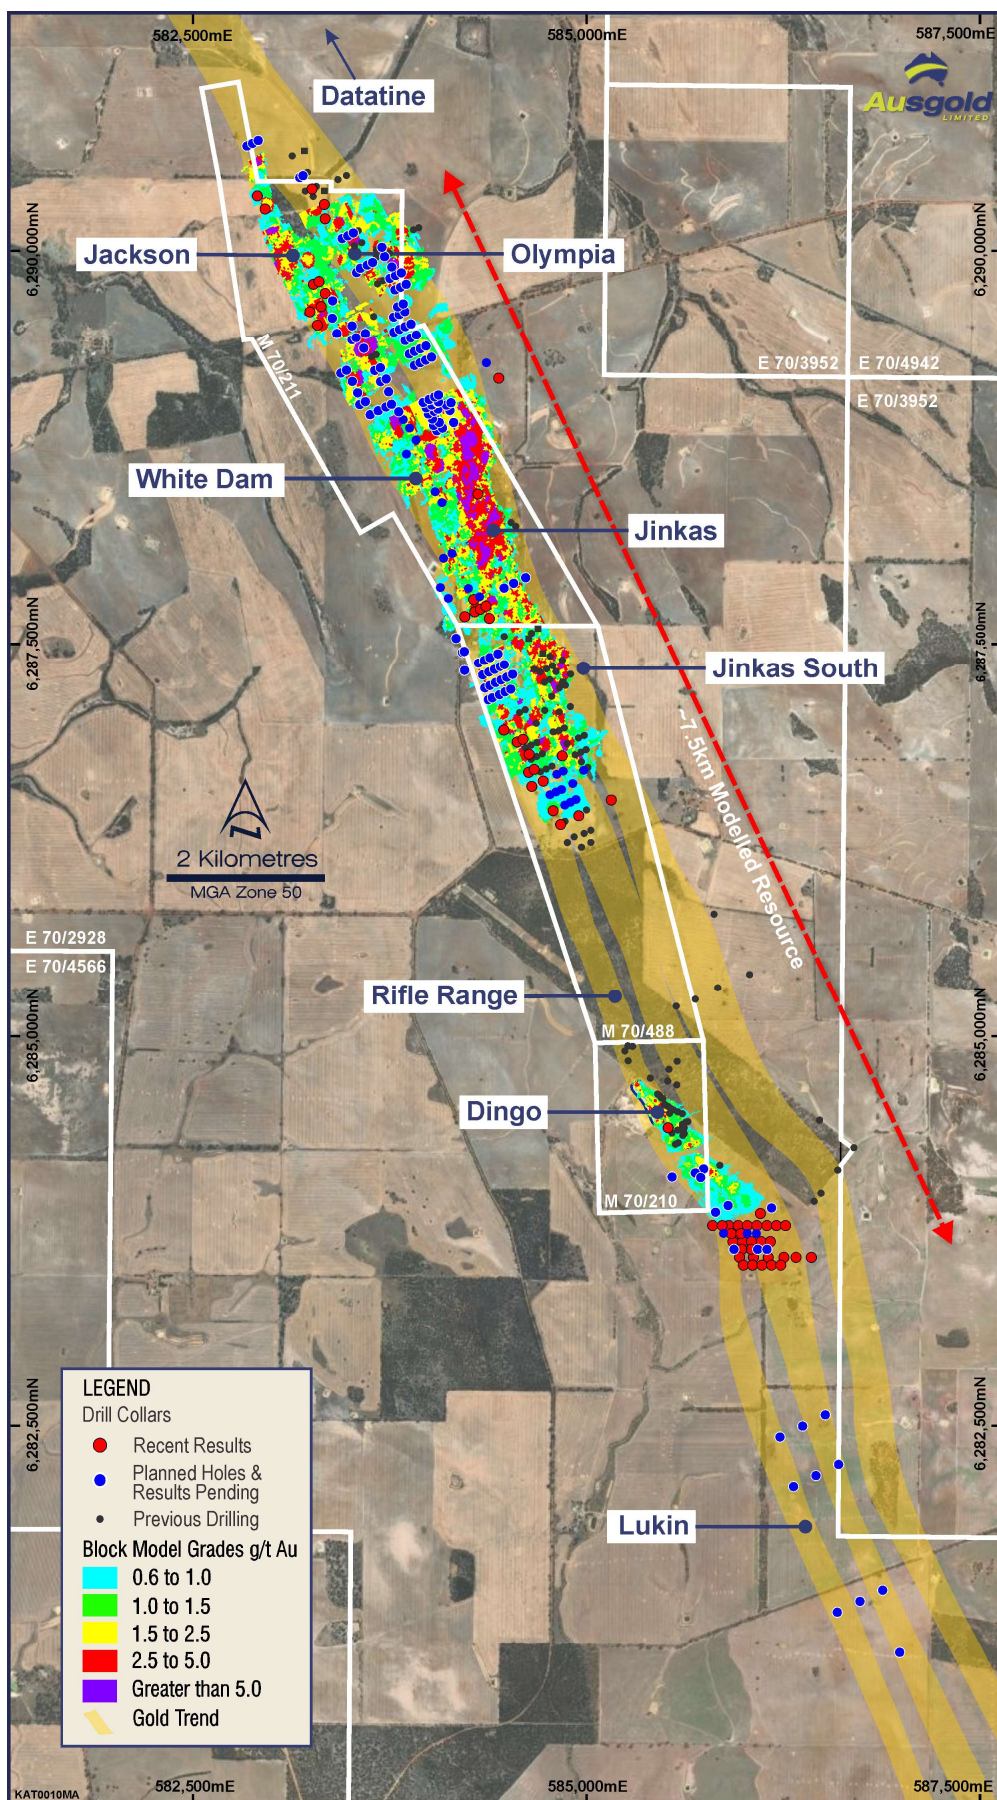 582,500mE
585,000mE
587,500mE
Datatine
Ausgold
LIMITED
6,290,000mN
6,290,000mN
Jackson
Olympia
M 70/211
E 70/3952
E 70/4942
E 70/3952
White Dam
Jinkas
6,287,500mN
6,287,500mN
Jinkas South
~7.5km Modelled Resource
2 Kilometres
MGA Zone 50
E 70/2928
E 70/4566
Rifle Range
M 70/488
6,285,000mN
6,285,000mN
Dingo
M 70/210
LEGEND
Drill Collars
Recent Results
Planned Holes &
Results Pending
Previous Drilling
Block Model Grades g/t Au
0.6 to 1.0
1.0 to 1.5
1.5 to 2.5
2.5 to 5.0
Greater than 5.0
Gold Trend
6,282,500mN
6,282,500mN
Lukin
KAT0010MA
582,500mE
585,000mE
587,500mE